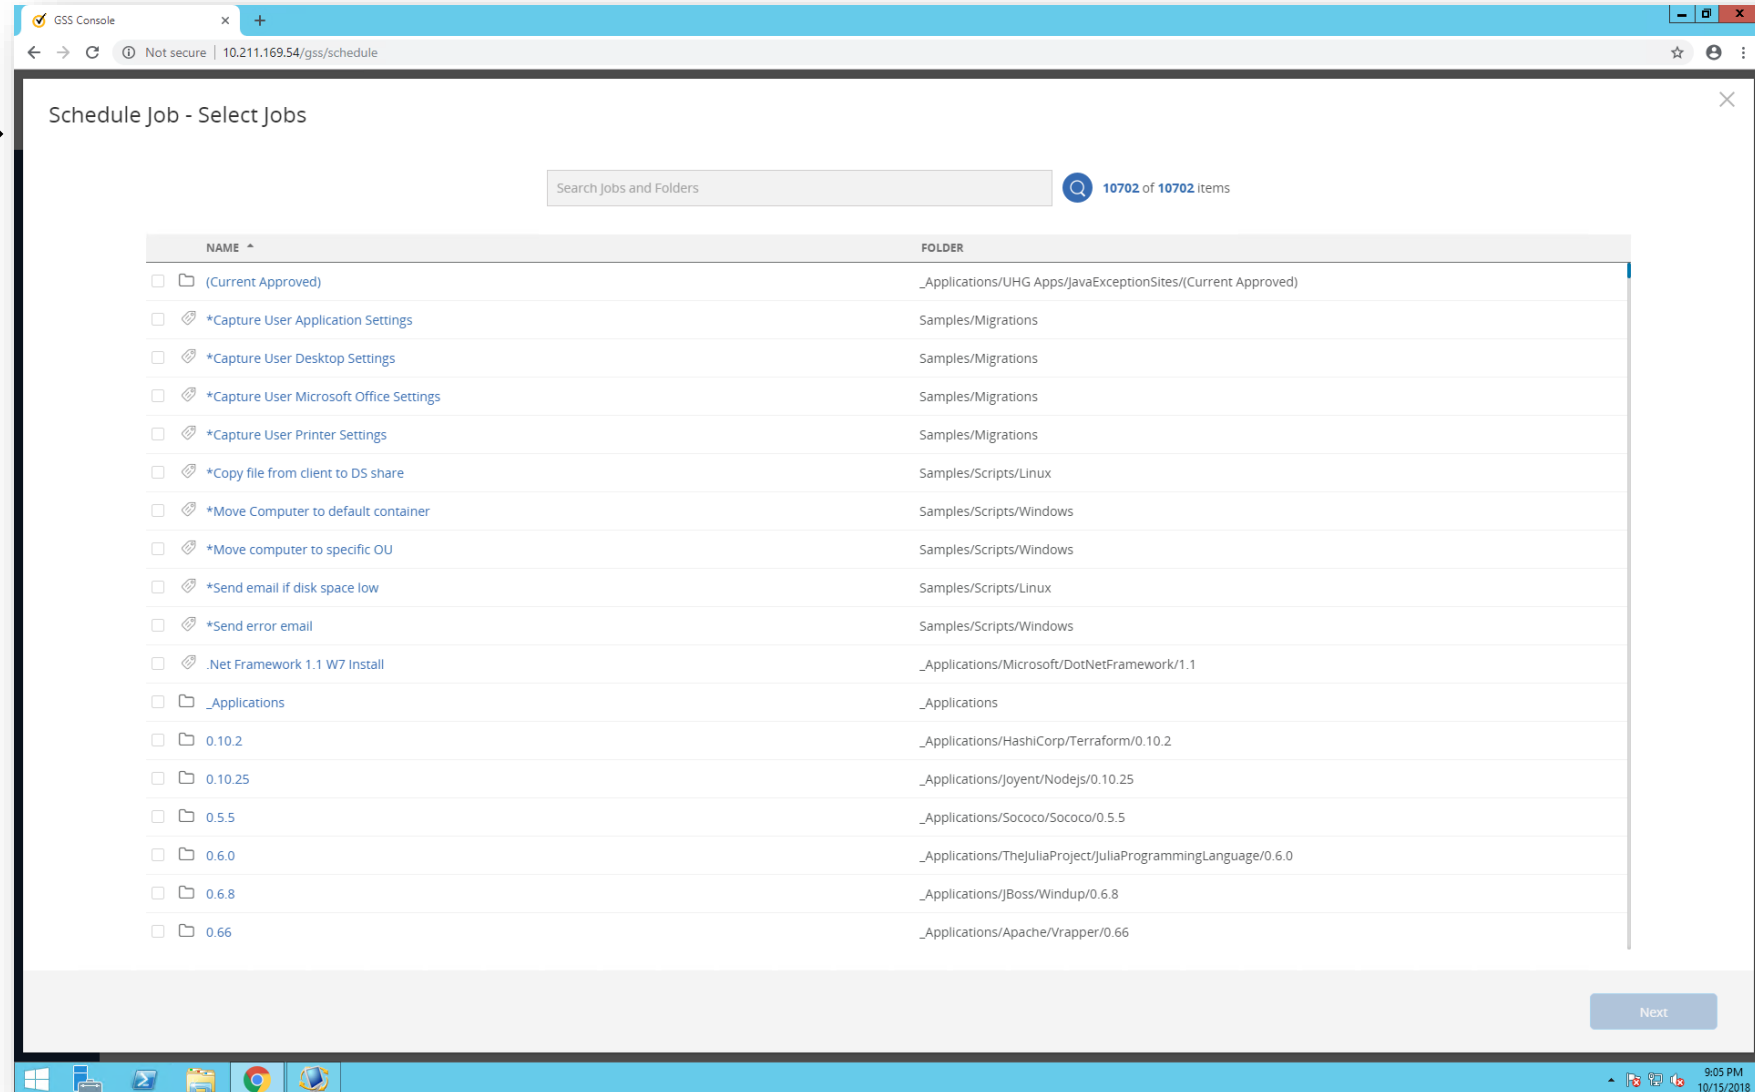 GSS Console
Not secure | 10.211.169.54/gss/schedule
Schedule Job - Select Jobs
Search Jobs and Folders
10702 of 10702 items
NAME FOLDER
(Current Approved) _Applications/UHG Apps/JavaExceptionSites/(Current Approved)
*Capture User Application Settings Samples/Migrations
*Capture User Desktop Settings Samples/Migrations
*Capture User Microsoft Office Settings Samples/Migrations
*Capture User Printer Settings Samples/Migrations
*Copy file from client to DS share Samples/Scripts/Linux
*Move Computer to default container Samples/Scripts/Windows
*Move computer to specific OU Samples/Scripts/Windows
*Send email if disk space low Samples/Scripts/Linux
*Send error email Samples/Scripts/Windows
.Net Framework 1.1 W7 Install _Applications/Microsoft/DotNetFramework/1.1
_Applications _Applications
0.10.2 _Applications/HashiCorp/Terraform/0.10.2
0.10.25 _Applications/Joyent/Nodejs/0.10.25
0.5.5 _Applications/Sococo/Sococo/0.5.5
0.6.0 _Applications/TheJuliaProject/JuliaProgrammingLanguage/0.6.0
0.6.8 _Applications/JBoss/Windup/0.6.8
0.66 _Applications/Apache/Vrapper/0.66
Next
9:05 PM
10/15/2018